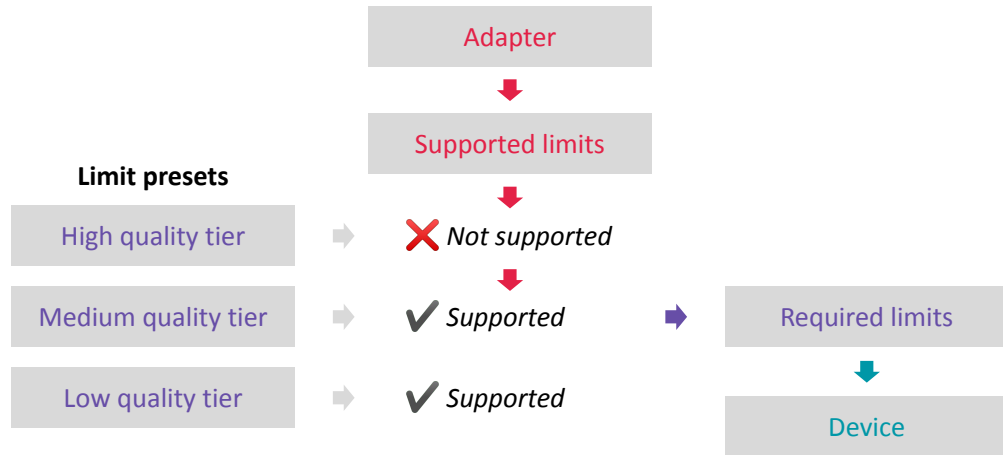 Adapter
Supported limits
Limit presets
High quality tier
Not supported
Medium quality tier
Supported
Required limits
Low quality tier
Supported
Device